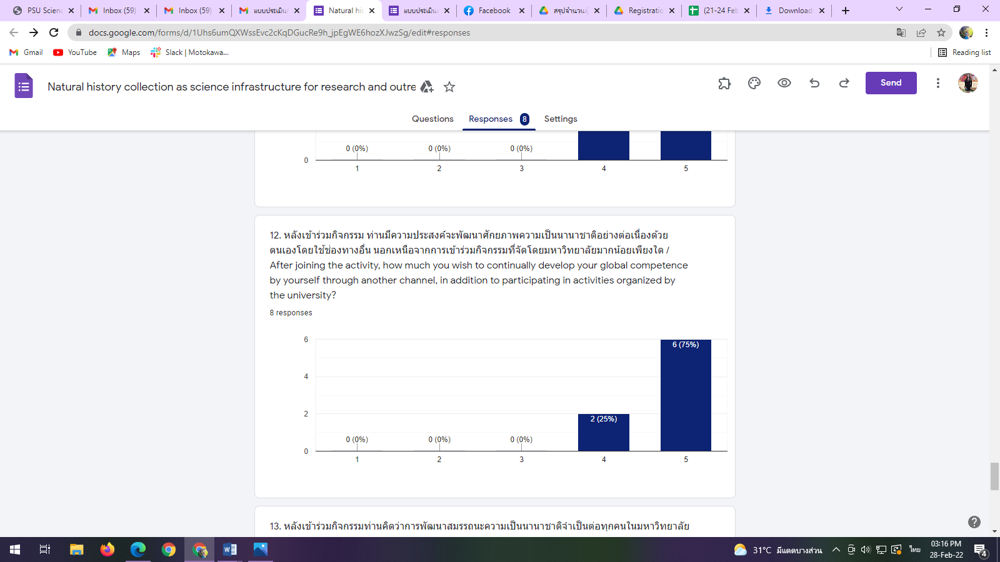 PSU Scienc
Inbox (59)
Inbox (59)
แบบประเมิน
Natural his
แบบประเมิน
Facebook
สรุปจำนวนผู้
Registratio
(21-24 Feb
Download
docs.google.com/forms/d/1Uhs6umQXWssEvc2cKqDGucRe9h_jpEgWE6hozXJwzSg/edit#responses
Gmail
YouTube
Maps
Slack | Motokawa...
Reading list
Natural history collection as science infrastructure for research and outre
Send
Questions
Responses 8
Settings
0 (0%) 0 (0%) 0 (0%)
0
1 2 3 4 5
12. หลังเข้าร่วมกิจกรรม ท่านมีความประสงค์จะพัฒนาศักยภาพความเป็นนานาชาติอย่างต่อเนื่องด้วย
ตนเองโดยใช้ช่องทางอื่น นอกเหนือจากการเข้าร่วมกิจกรรมที่จัดโดยมหาวิทยาลัยมากน้อยเพียงใด /
After joining the activity, how much you wish to continually develop your global competence
by yourself through another channel, in addition to participating in activities organized by
the university?
8 responses
6
6 (75%)
4
2
2 (25%)
0 (0%) 0 (0%) 0 (0%)
0
1 2 3 4 5
13. หลังเข้าร่วมกิจกรรมท่านคิดว่าการพัฒนาสมรรถนะความเป็นนานาชาติจำเป็นต่อทุกคนในมหาวิทยาลัย
31°C มีแดดบางส่วน
ไทย
03:16 PM
28-Feb-22
4